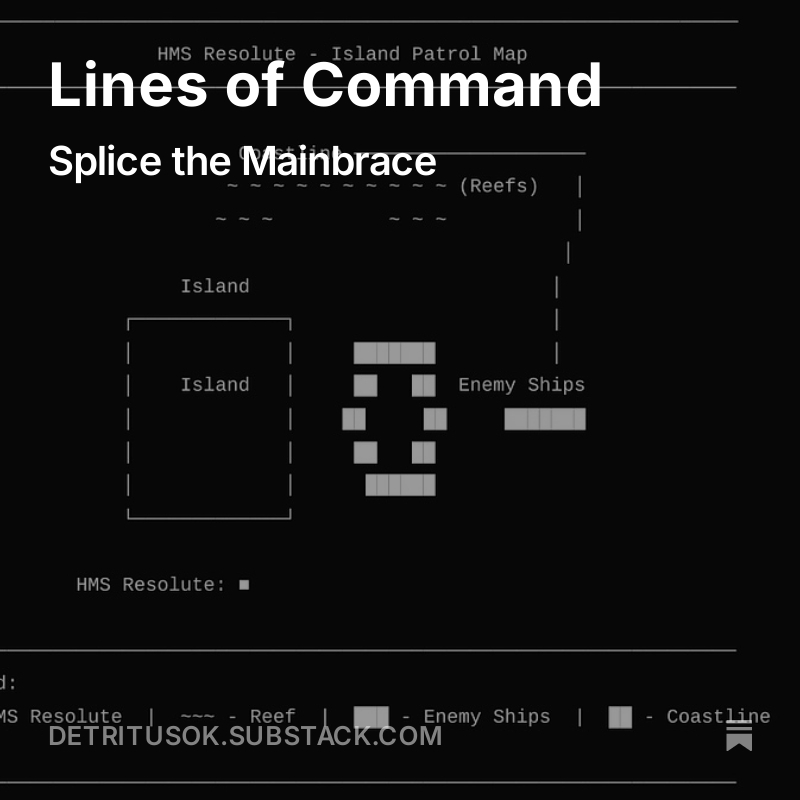 HMS Resolute - Island Patrol Map
Lines of Command
Coastline
Splice the Mainbrace
~ ~ ~ ~ ~ ~ ~ ~ ~ ~ (Reefs) |
~ ~ ~ ~ ~ ~
Island
Island Enemy Ships
HMS Resolute: ■
d:
MS Resolute | ~~~ - Reef | ███ - Enemy Ships | ██ - Coastline
DETRITUSOK.SUBSTACK.COM